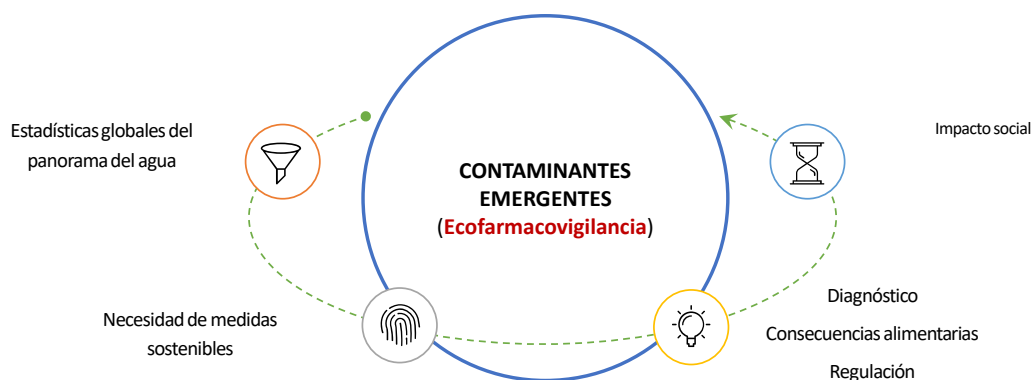 Estadísticas globales del
panorama del agua
Necesidad de medidas
sostenibles
CONTAMINANTES
EMERGENTES
(Ecofarmacovigilancia)
Diagnóstico
Consecuencias alimentarias
Regulación
Impacto social